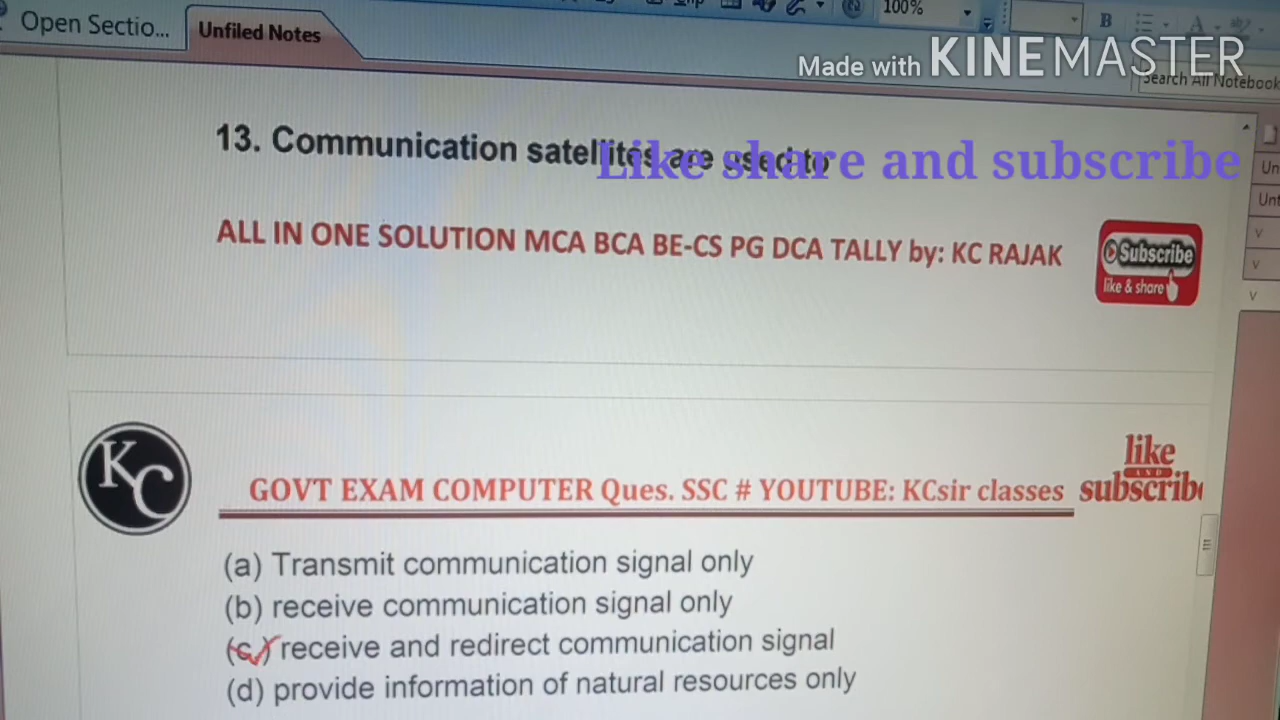 Open Sectio...
Unfiled Notes
100%
B
A
Made with KINEMASTER
Search All Notebook
13. Communication satellites are used to
Like share and subscribe
Un
Unt
ALL IN ONE SOLUTION MCA BCA BE-CS PG DCA TALLY by: KC RAJAK
Subscribe
like & share
KC
GOVT EXAM COMPUTER Ques. SSC # YOUTUBE: KCsir classes
like
AND
subscribe
(a) Transmit communication signal only
(b) receive communication signal only
(c) receive and redirect communication signal
(d) provide information of natural resources only